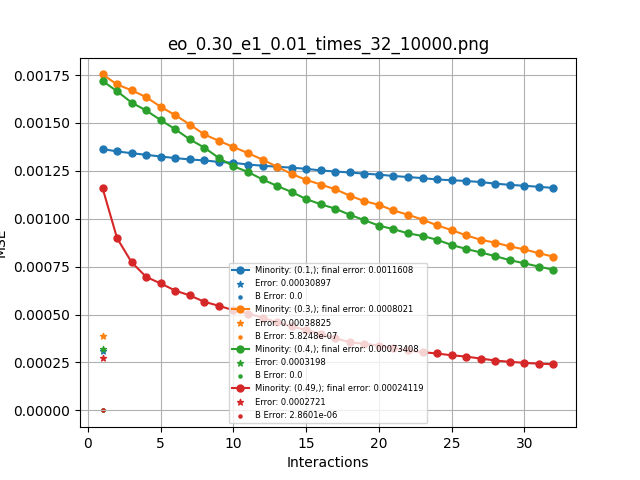 eo_0.30_e1_0.01_times_32_10000.png
0.00175
0.00150
0.00125
0.00100
0.00075
0.00050
0.00025
0.00000
MSE
Minority: (0.1,); final error: 0.0011608
Error: 0.00030897
B Error: 0.0
Minority: (0.3,); final error: 0.0008021
Error: 0.00038825
B Error: 5.8248e-07
Minority: (0.4,); final error: 0.00073408
Error: 0.0003198
B Error: 0.0
Minority: (0.49,); final error: 0.00024119
Error: 0.0002721
B Error: 2.8601e-06
0 5 10 15 20 25 30
Interactions